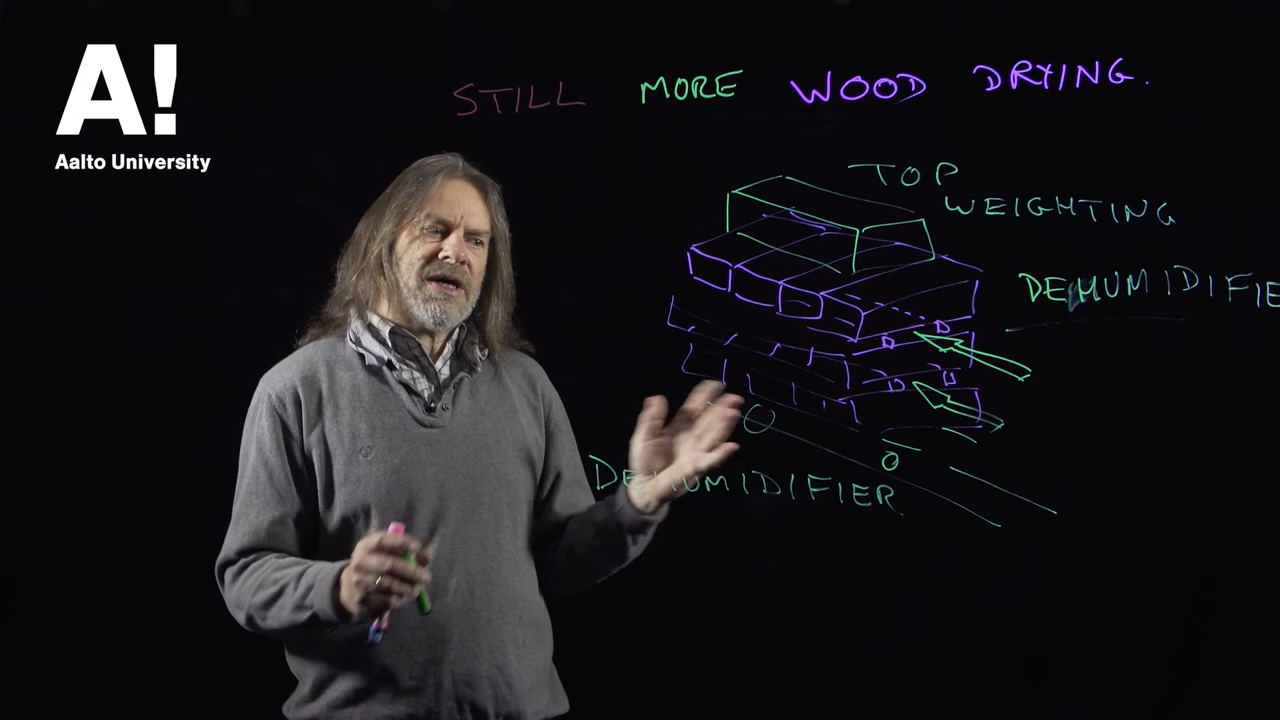 A!
Aalto University
STILL MORE WOOD DRYING.
TOP
WEIGHTING
DEHUMIDIFIE
DEHUMIDIFIER